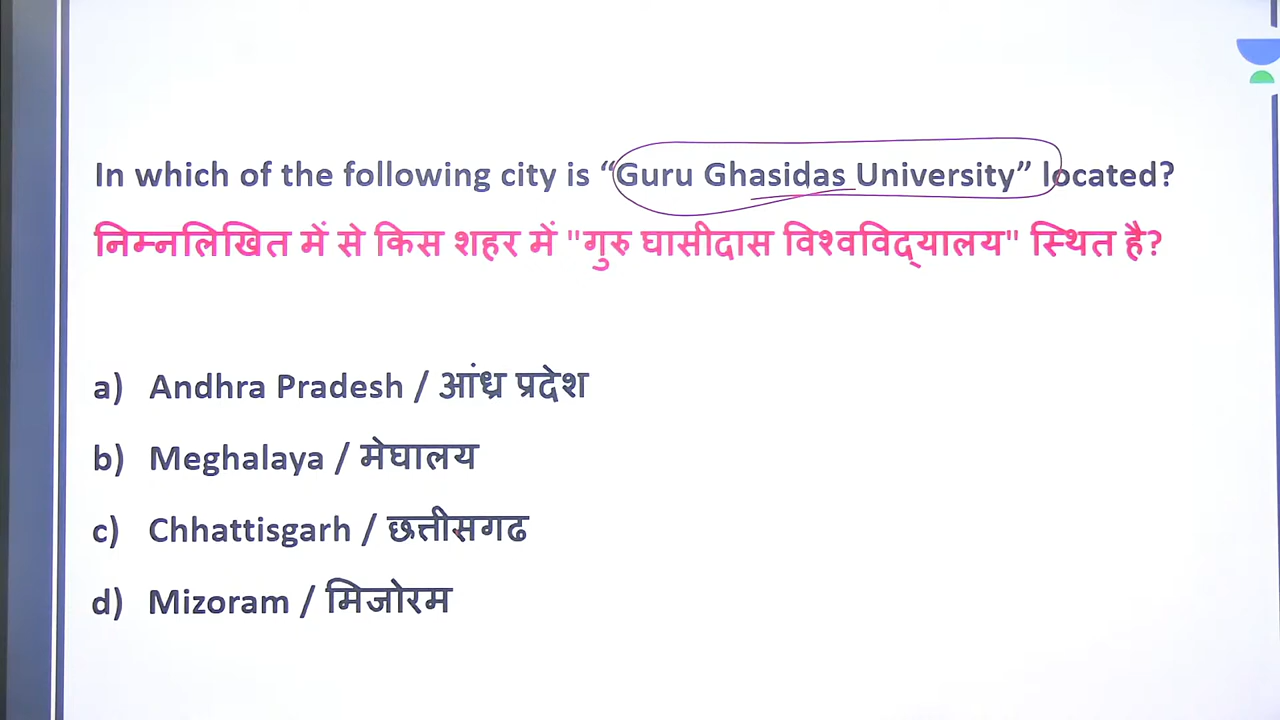 In which of the following city is “Guru Ghasidas University” located?
निम्नलिखित में से किस शहर में "गुरु घासीदास विश्वविद्यालय" स्थित है?
a) Andhra Pradesh / आंध्र प्रदेश
b) Meghalaya / मेघालय
c) Chhattisgarh / छत्तीसगढ
d) Mizoram / मिजोरम